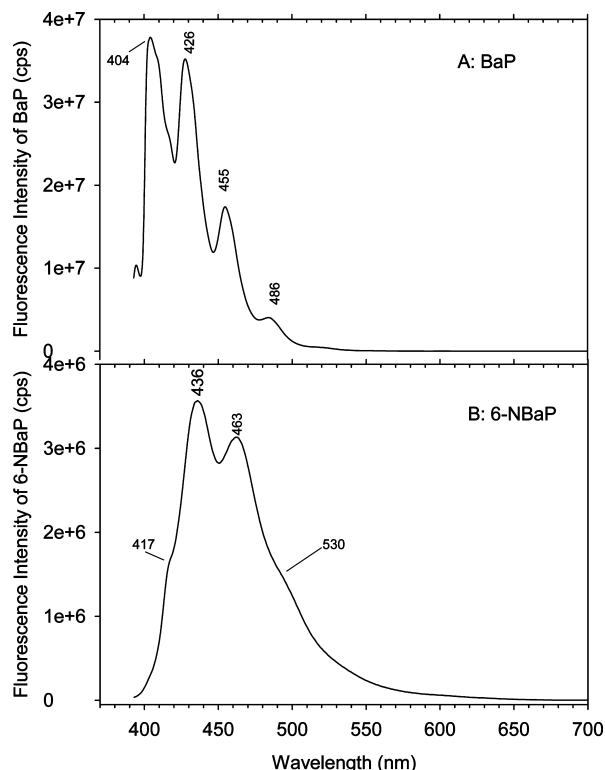 Fluorescence Intensity of BaP (cps)
4e+7
3e+7
2e+7
1e+7
0
A: BaP
404
426
455
486
Fluorescence Intensity of 6-NBaP (cps)
4e+6
3e+6
2e+6
1e+6
0
B: 6-NBaP
417
436
463
530
400 450 500 550 600 650 700
Wavelength (nm)